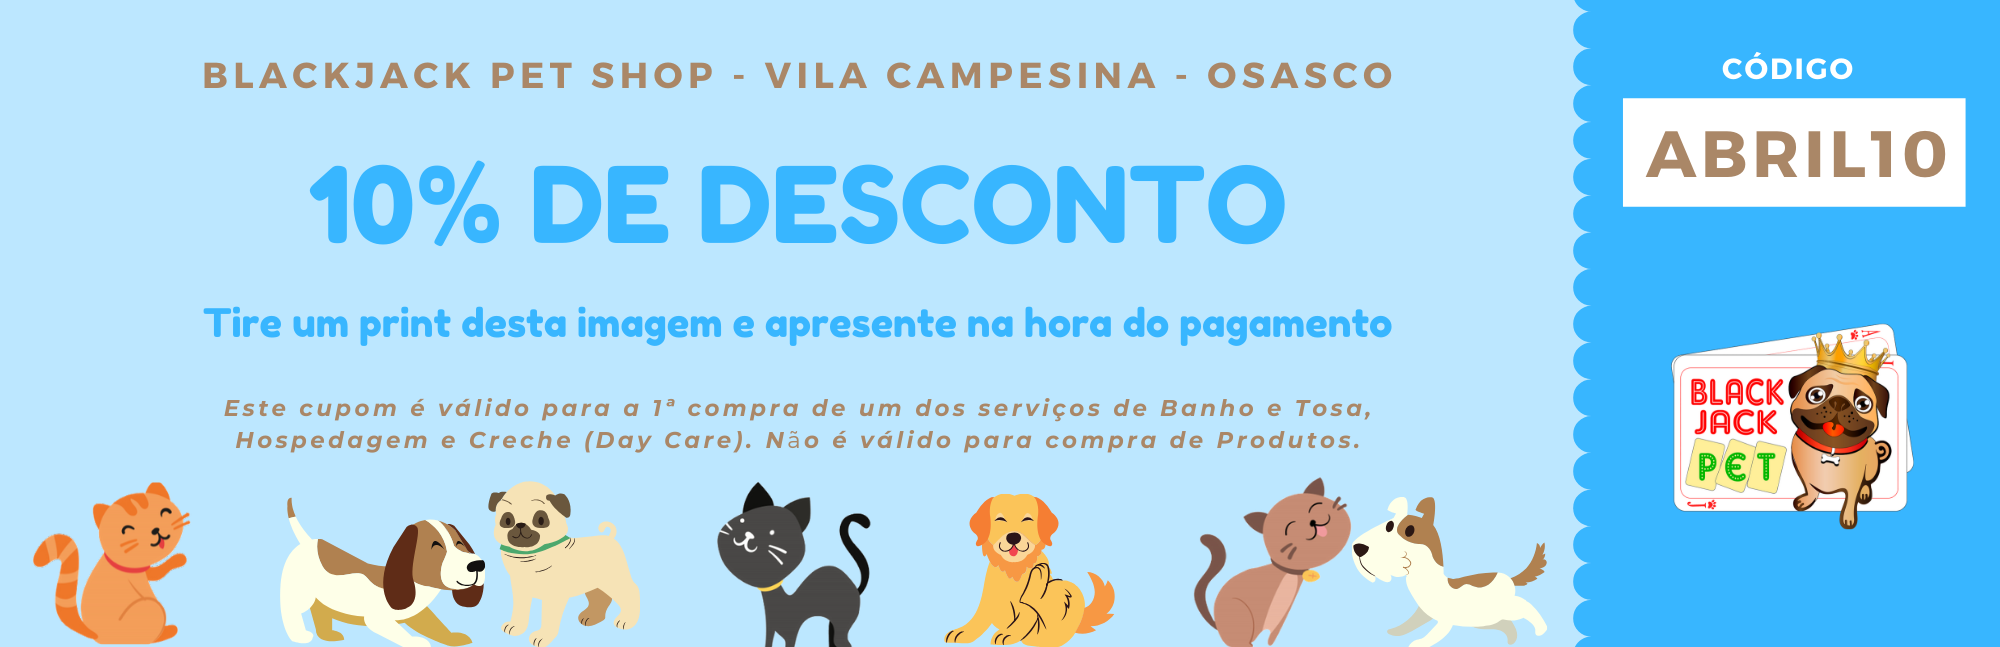 BLACKJACK PET SHOP - VILA CAMPESINA - OSASCO
10% DE DESCONTO
Tire um print desta imagem e apresente na hora do pagamento
Este cupom é válido para a 1ª compra de um dos serviços de Banho e Tosa,
Hospedagem e Creche (Day Care). Não é válido para compra de Produtos.
CÓDIGO
ABRIL10
A
BLACK
JACK
PET
J